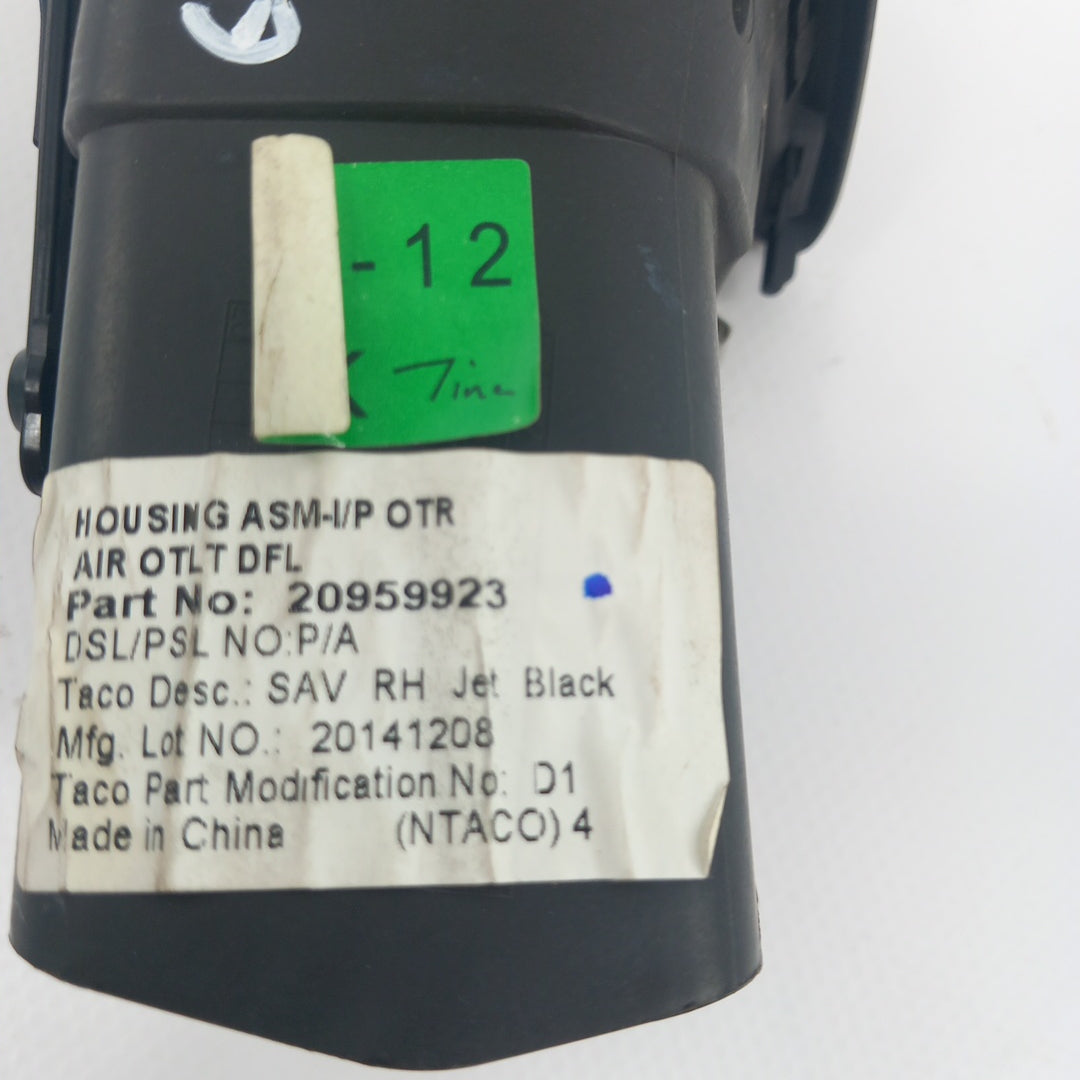 -12
HOUSING ASM-I/P OTR
AIR OTLT DFL
Part No: 20959923
DSL/PSL NO:P/A
Taco Desc.: SAV RH Jet Black
Mfg. Lot NO.: 20141208
Taco Part Modification No: D1
Made in China (NTACO) 4